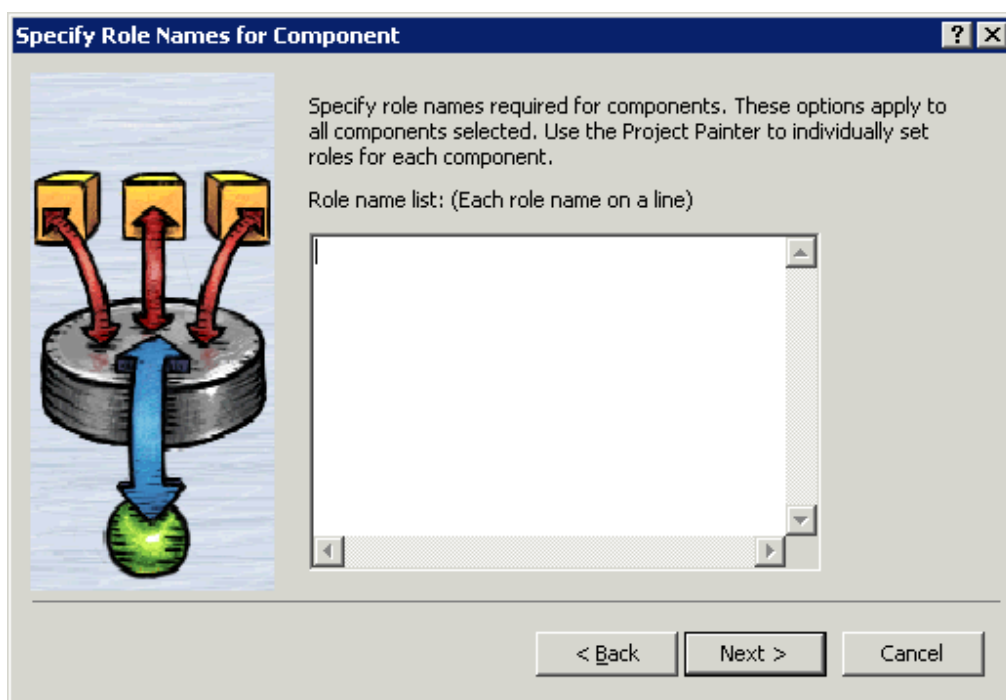 Specify Role Names for Component
Specify role names required for components. These options apply to
all components selected. Use the Project Painter to individually set
roles for each component.
Role name list: (Each role name on a line)
< Back
Next >
Cancel